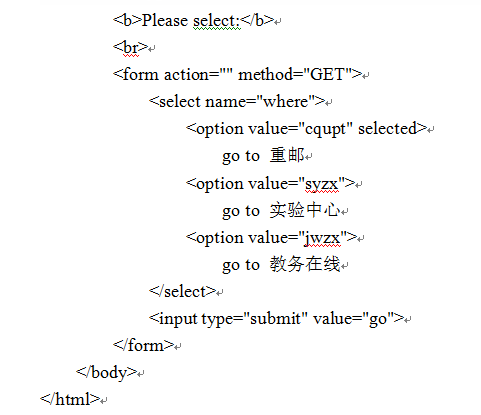 <b>Please select:</b>
<br>
<form action="" method="GET">
<select name="where">
<option value="cqupt" selected>
go to 重邮
<option value="syzx">
go to 实验中心
<option value="jwzx">
go to 教务在线
</select>
<input type="submit" value="go">
</form>
</body>
</html>